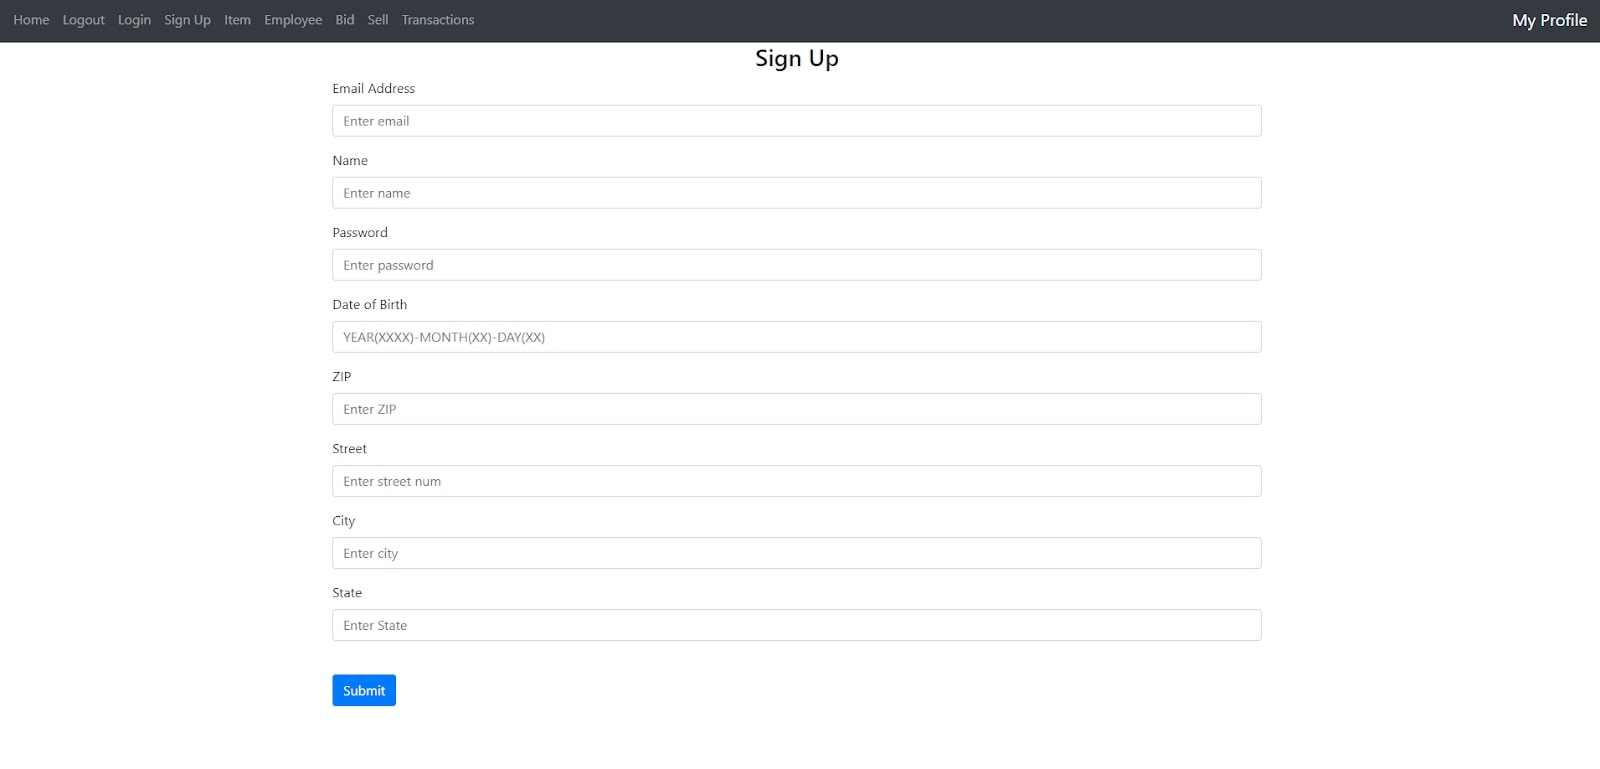 Home Logout Login Sign Up Item Employee Bid Sell Transactions My Profile
Sign Up
Email Address
Enter email
Name
Enter name
Password
Enter password
Date of Birth
YEAR(XXXX)-MONTH(XX)-DAY(XX)
ZIP
Enter ZIP
Street
Enter street num
City
Enter city
State
Enter State
Submit